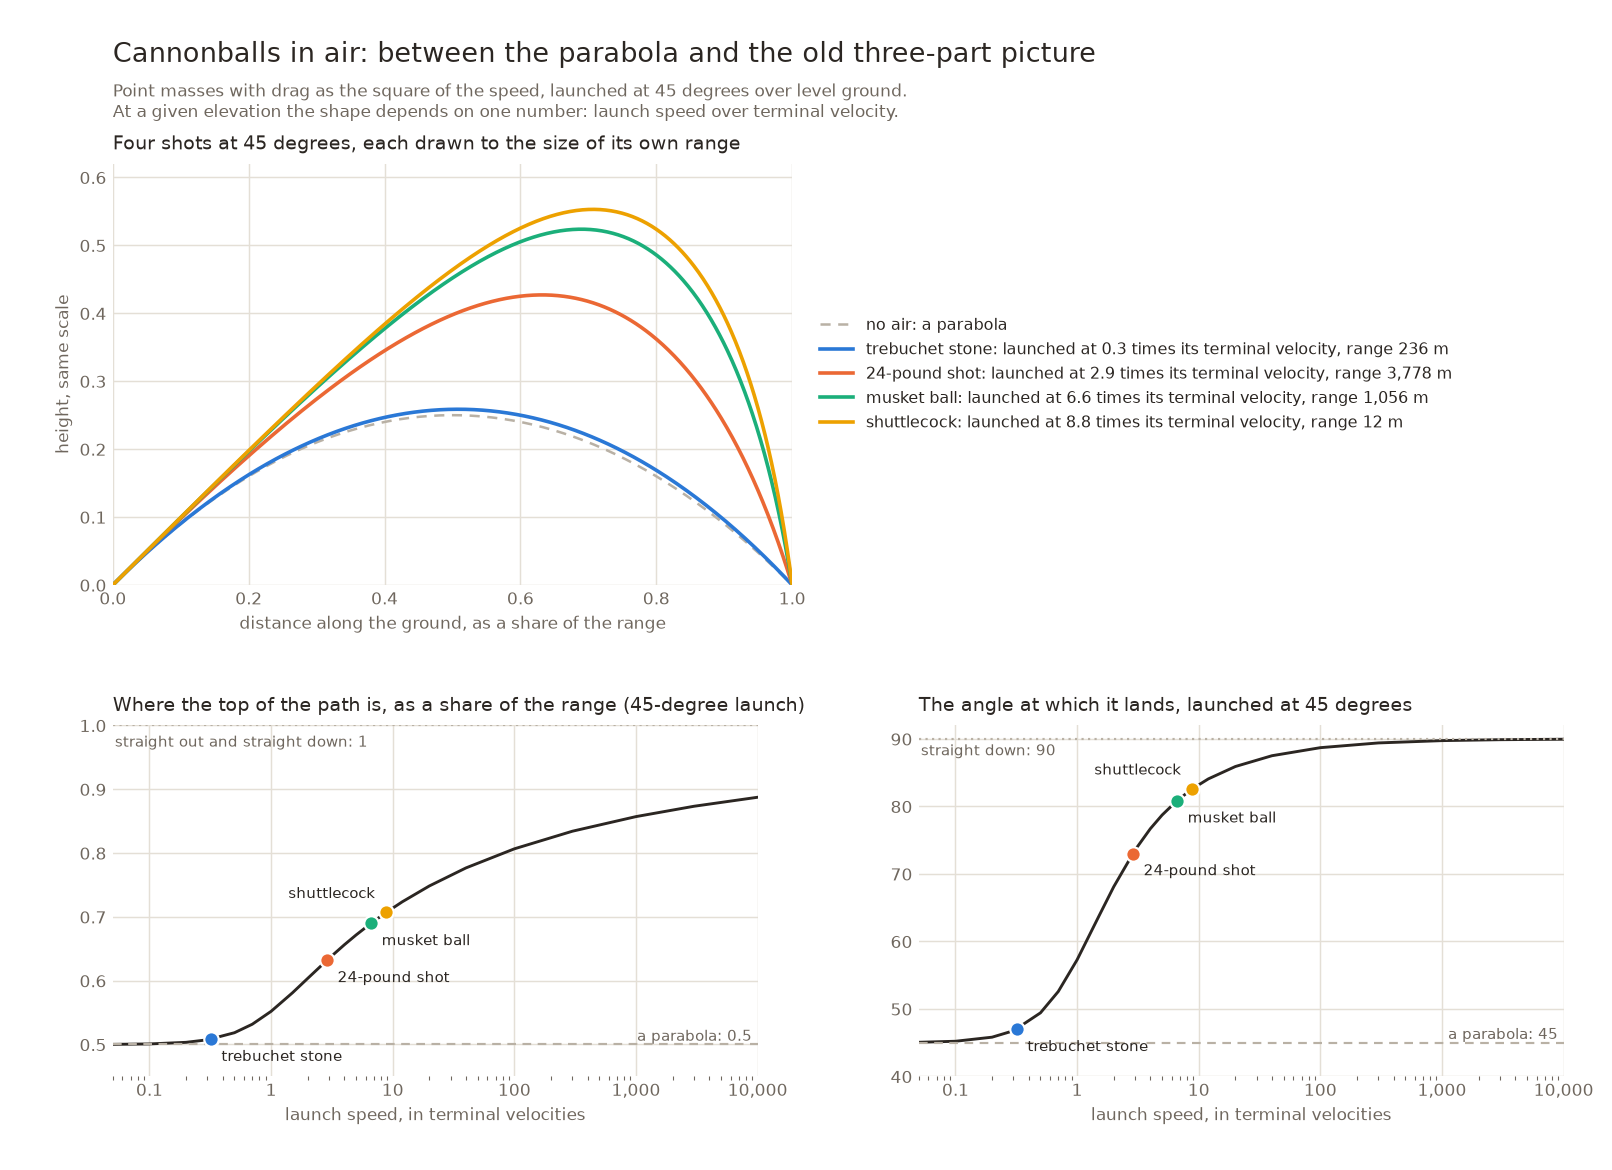 Cannonballs in air: between the parabola and the old three-part picture
Point masses with drag as the square of the speed, launched at 45 degrees over level ground.
At a given elevation the shape depends on one number: launch speed over terminal velocity.
Four shots at 45 degrees, each drawn to the size of its own range
0.6
0.5
0.4
0.3
0.2
0.1
0.0
height, same scale
0.0 0.2 0.4 0.6 0.8 1.0
distance along the ground, as a share of the range
no air: a parabola
trebuchet stone: launched at 0.3 times its terminal velocity, range 236 m
24-pound shot: launched at 2.9 times its terminal velocity, range 3,778 m
musket ball: launched at 6.6 times its terminal velocity, range 1,056 m
shuttlecock: launched at 8.8 times its terminal velocity, range 12 m
Where the top of the path is, as a share of the range (45-degree launch)
1.0
0.9
0.8
0.7
0.6
0.5
straight out and straight down: 1
shuttlecock
musket ball
24-pound shot
a parabola: 0.5
trebuchet stone
0.1 1 10 100 1,000 10,000
launch speed, in terminal velocities
The angle at which it lands, launched at 45 degrees
90
80
70
60
50
40
straight down: 90
shuttlecock
musket ball
24-pound shot
a parabola: 45
trebuchet stone
0.1 1 10 100 1,000 10,000
launch speed, in terminal velocities